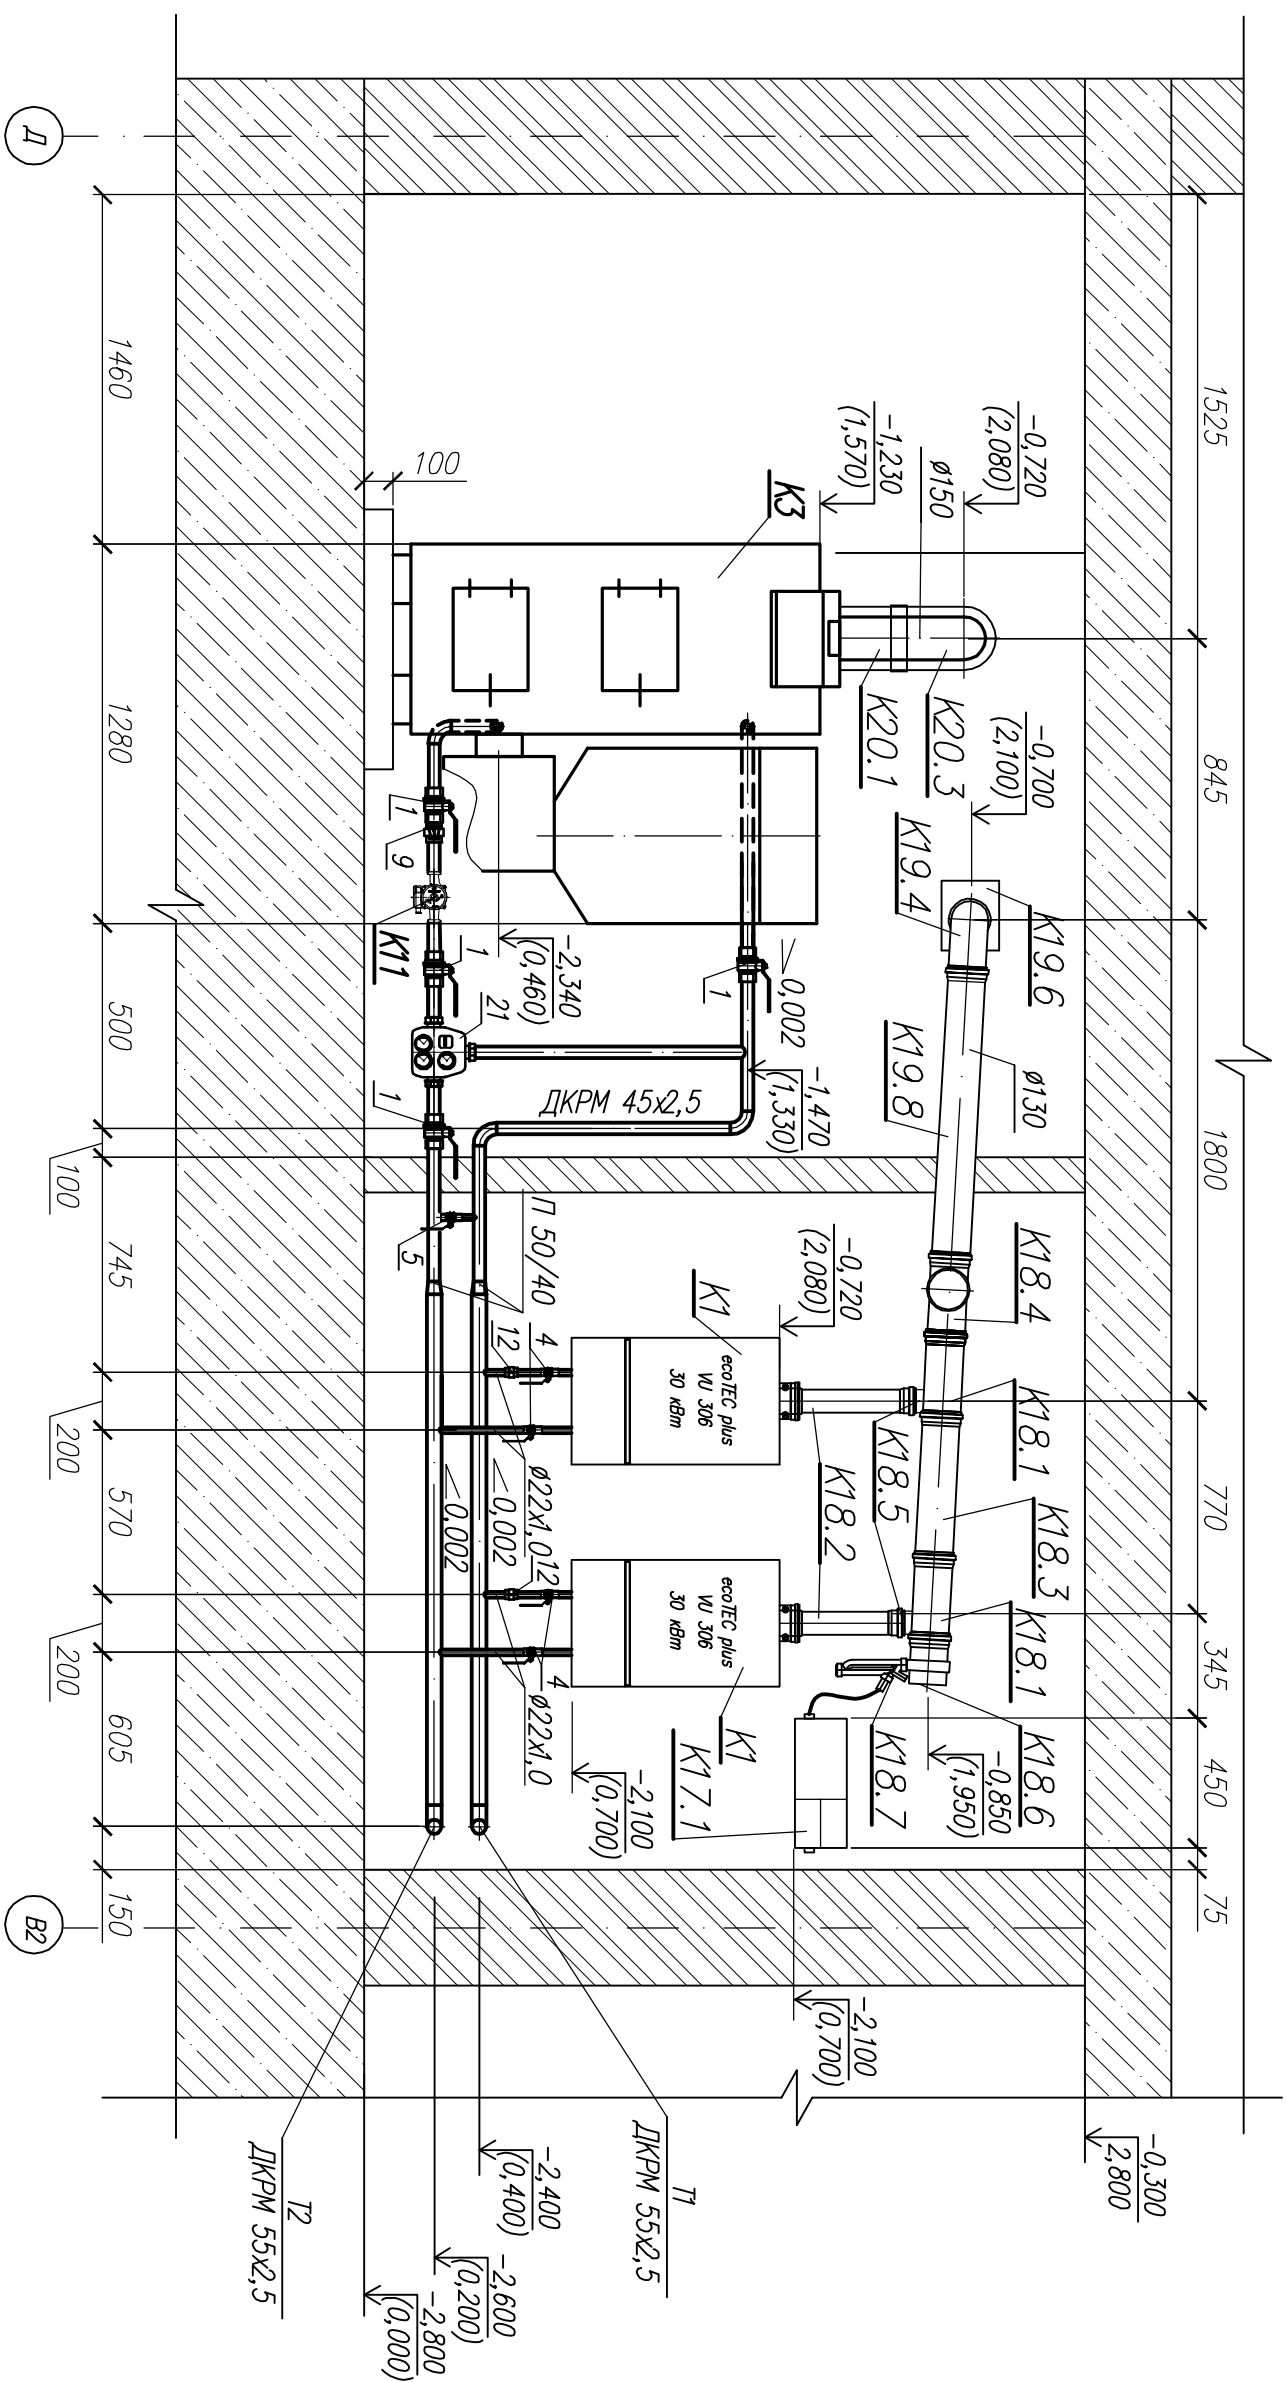 1525
845
1800
770
345
450
75
-0,300
2,800
-0,720
(2,080)
ø150
-1,230
(1,570)
К3
К20.3
К20.1
-0,700
(2,100)
К19.4
К19.6
ø130
К19.8
К18.4
К18.1
К18.3
К18.1
К18.6
-0,850
(1,950)
К18.7
К18.5
К18.2
-0,720
(2,080)
К1
ecoTEC plus
VU 306
30 кВт
ecoTEC plus
VU 306
30 кВт
К1
К17.1
-2,100
(0,700)
-2,100
(0,700)
0,002
1
-1,470
(1,330)
ДКРМ 45х2,5
-2,340
(0,460)
1
9
К11
1
21
1
5
П 50/40
4
12
ø22х1,0
0,002
0,002
12
4
ø22х1,0
100
Т1
ДКРМ 55х2,5
Т2
ДКРМ 55х2,5
-2,400
(0,400)
-2,600
(0,200)
-2,800
(0,000)
1460
1280
500
100
745
200
570
200
605
150
Д
В2